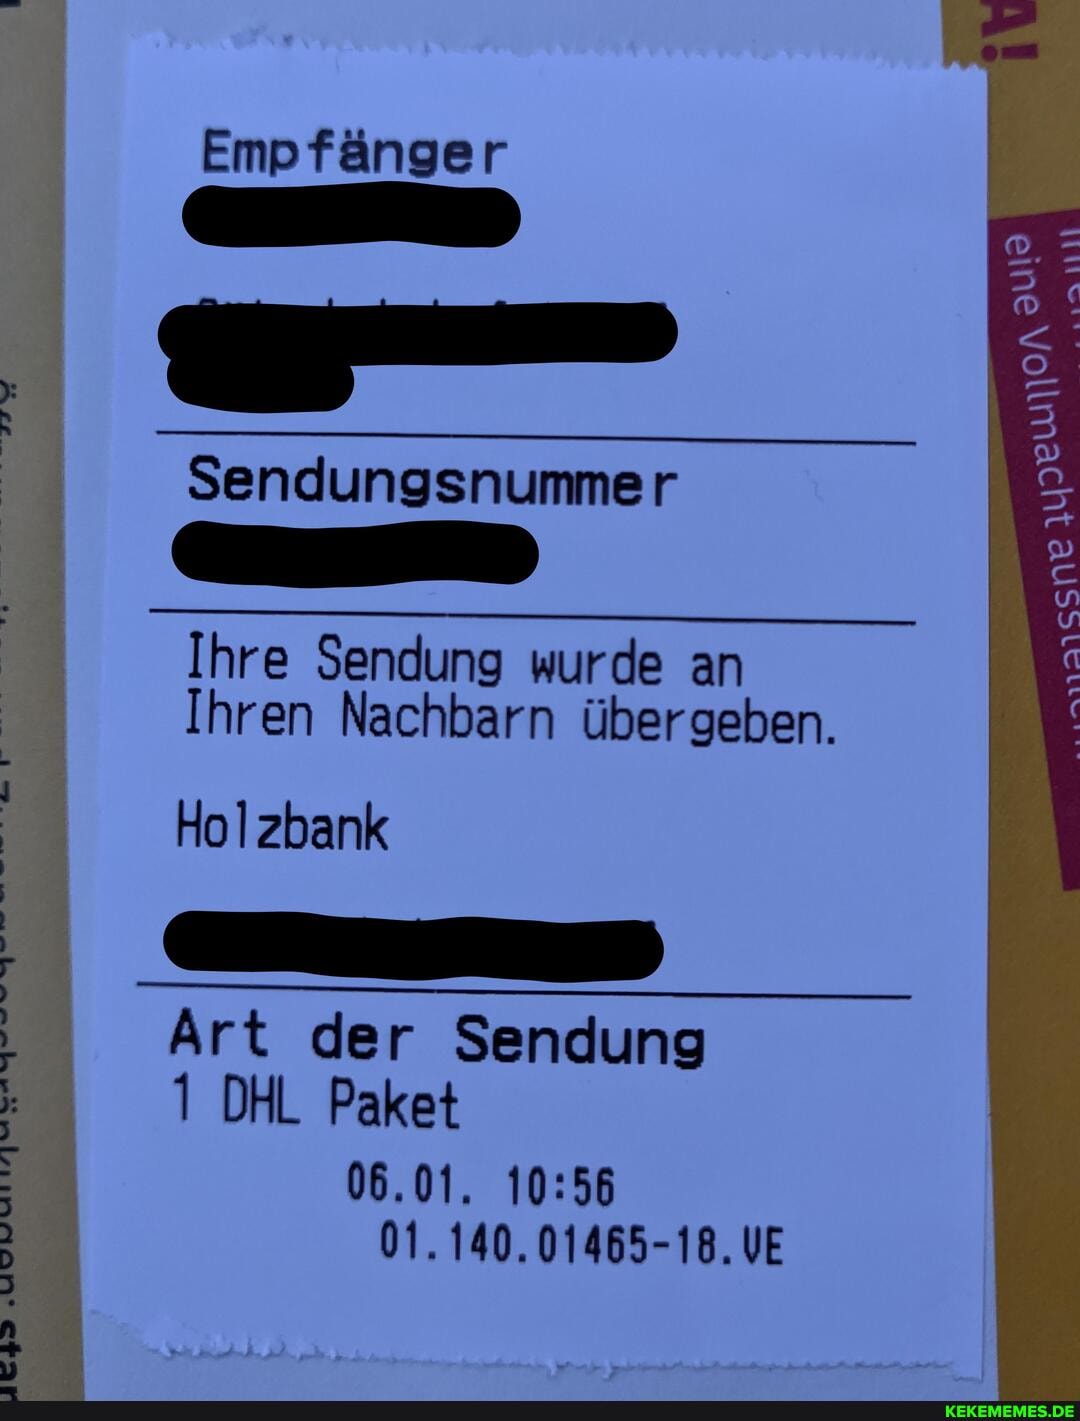 Empfänger
Sendungsnummer
Ihre Sendung wurde an
Ihren Nachbarn übergeben.
Holzbank
Art der Sendung
1 DHL Paket
06.01. 10:56
01.140.01465-18.VE
A!
eine Vollmacht ausstellen.
KEKEMEMES.DE